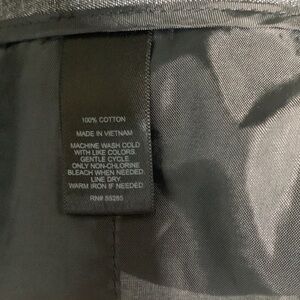 100% COTTON
MADE IN VIETNAM
MACHINE WASH COLD
WITH LIKE COLORS.
GENTLE CYCLE
ONLY NON-CHLORINE
BLEACH WHEN NEEDED.
LINE DRY.
WARM IRON IF NEEDED.
RN# 55285